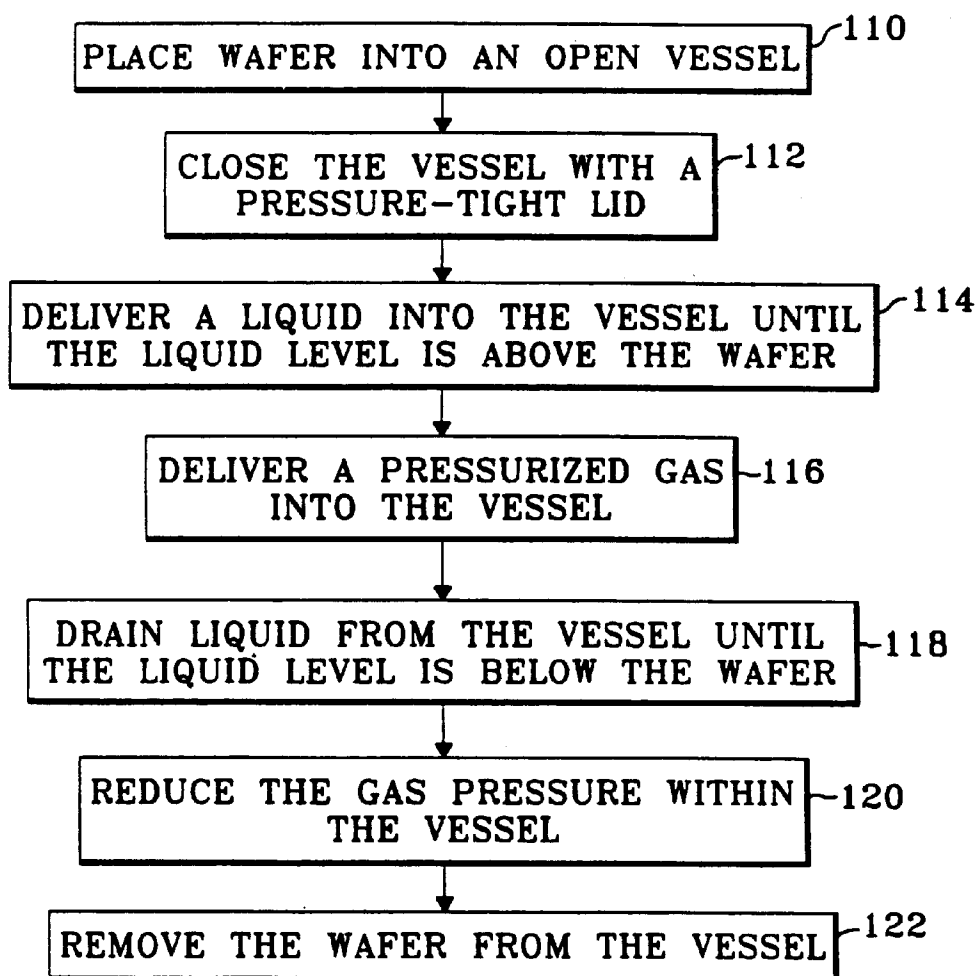 PLACE WAFER INTO AN OPEN VESSEL
110
CLOSE THE VESSEL WITH A
PRESSURE-TIGHT LID
112
DELIVER A LIQUID INTO THE VESSEL UNTIL
THE LIQUID LEVEL IS ABOVE THE WAFER
114
DELIVER A PRESSURIZED GAS
INTO THE VESSEL
116
DRAIN LIQUID FROM THE VESSEL UNTIL
THE LIQUID LEVEL IS BELOW THE WAFER
118
REDUCE THE GAS PRESSURE WITHIN
THE VESSEL
120
REMOVE THE WAFER FROM THE VESSEL
122